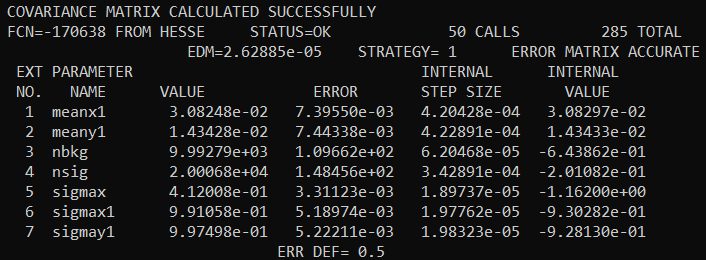 COVARIANCE MATRIX CALCULATED SUCCESSFULLY
FCN=-170638 FROM HESSE     STATUS=OK             50 CALLS         285 TOTAL
                     EDM=2.62885e-05    STRATEGY= 1      ERROR MATRIX ACCURATE
 EXT PARAMETER                                INTERNAL      INTERNAL
 NO.   NAME      VALUE            ERROR       STEP SIZE       VALUE
  1  meanx1       3.08248e-02   7.39550e-03   4.20428e-04   3.08297e-02
  2  meany1       1.43428e-02   7.44338e-03   4.22891e-04   1.43433e-02
  3  nbkg         9.99279e+03   1.09662e+02   6.20468e-05  -6.43862e-01
  4  nsig         2.00068e+04   1.48456e+02   3.42891e-04  -2.01082e-01
  5  sigmax       4.12008e-01   3.31123e-03   1.89737e-05  -1.16200e+00
  6  sigmax1      9.91058e-01   5.18974e-03   1.97762e-05  -9.30282e-01
  7  sigmay1      9.97498e-01   5.22211e-03   1.98323e-05  -9.28130e-01
                               ERR DEF= 0.5